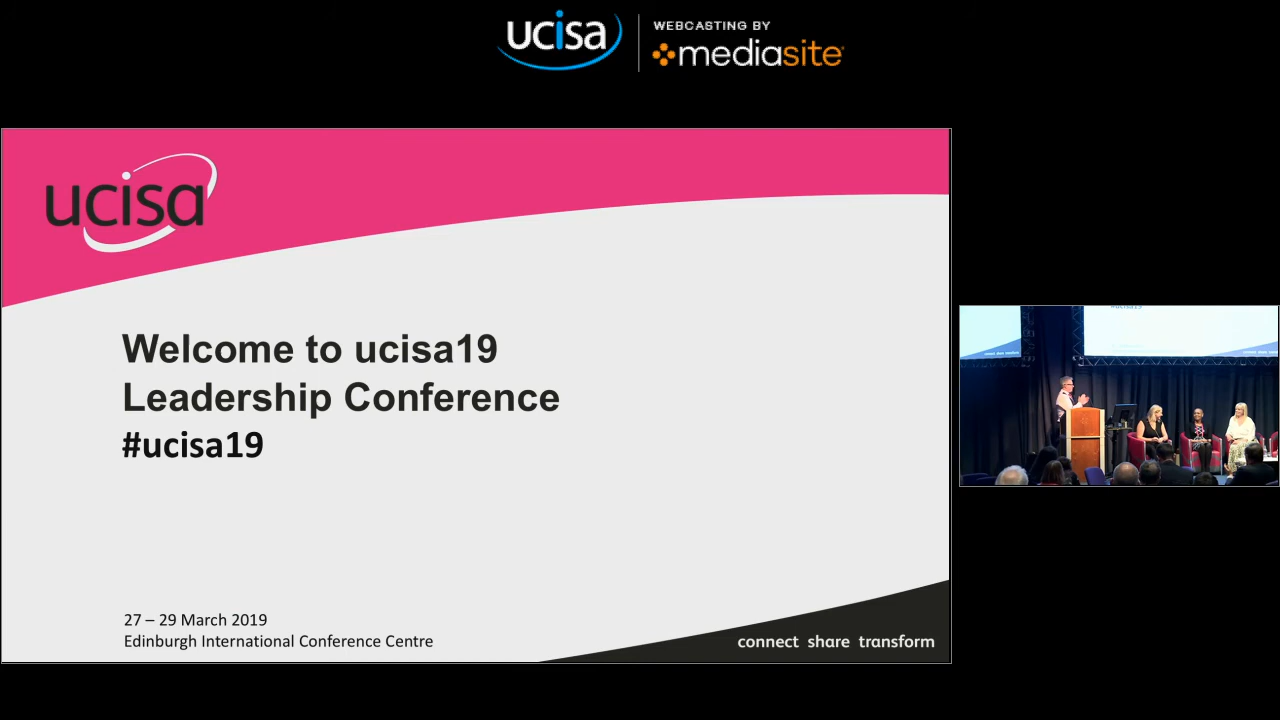 ucisa
WEBCASTING BY
mediasite
ucisa
Welcome to ucisa19
Leadership Conference
#ucisa19
27 – 29 March 2019
Edinburgh International Conference Centre
connect share transform